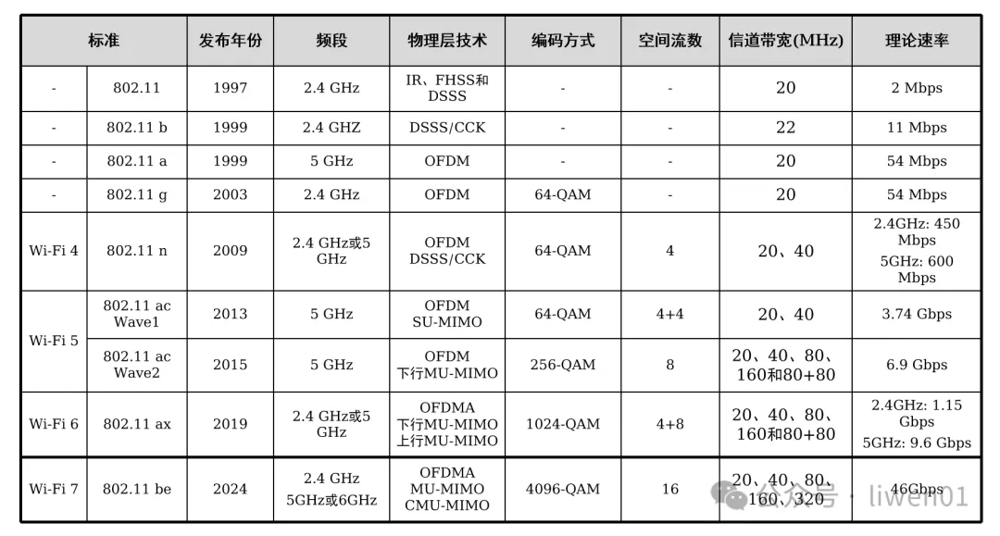 标准 发布年份 频段 物理层技术 编码方式 空间流数 信道带宽(MHz) 理论速率
- 802.11 1997 2.4 GHz IR、FHSS和 DSSS - - 20 2 Mbps
- 802.11 b 1999 2.4 GHZ DSSS/CCK - - 22 11 Mbps
- 802.11 a 1999 5 GHz OFDM - - 20 54 Mbps
- 802.11 g 2003 2.4 GHz OFDM 64-QAM - 20 54 Mbps
Wi-Fi 4 802.11 n 2009 2.4 GHz或5 GHz OFDM DSSS/CCK 64-QAM 4 20、40 2.4GHz: 450 Mbps 5GHz: 600 Mbps
Wi-Fi 5 802.11 ac Wave1 2013 5 GHz OFDM SU-MIMO 64-QAM 4+4 20、40 3.74 Gbps
802.11 ac Wave2 2015 5 GHz OFDM 下行MU-MIMO 256-QAM 8 20、40、80、 160和80+80 6.9 Gbps
Wi-Fi 6 802.11 ax 2019 2.4 GHz或5 GHz OFDMA 下行MU-MIMO 上行MU-MIMO 1024-QAM 4+8 20、40、80、 160和80+80 2.4GHz: 1.15 Gbps 5GHz: 9.6 Gbps
Wi-Fi 7 802.11 be 2024 2.4 GHz 5GHz或6GHz OFDMA MU-MIMO CMU-MIMO 4096-QAM 16 20、40、80、 160、320 46Gbps
公众号·liwen01